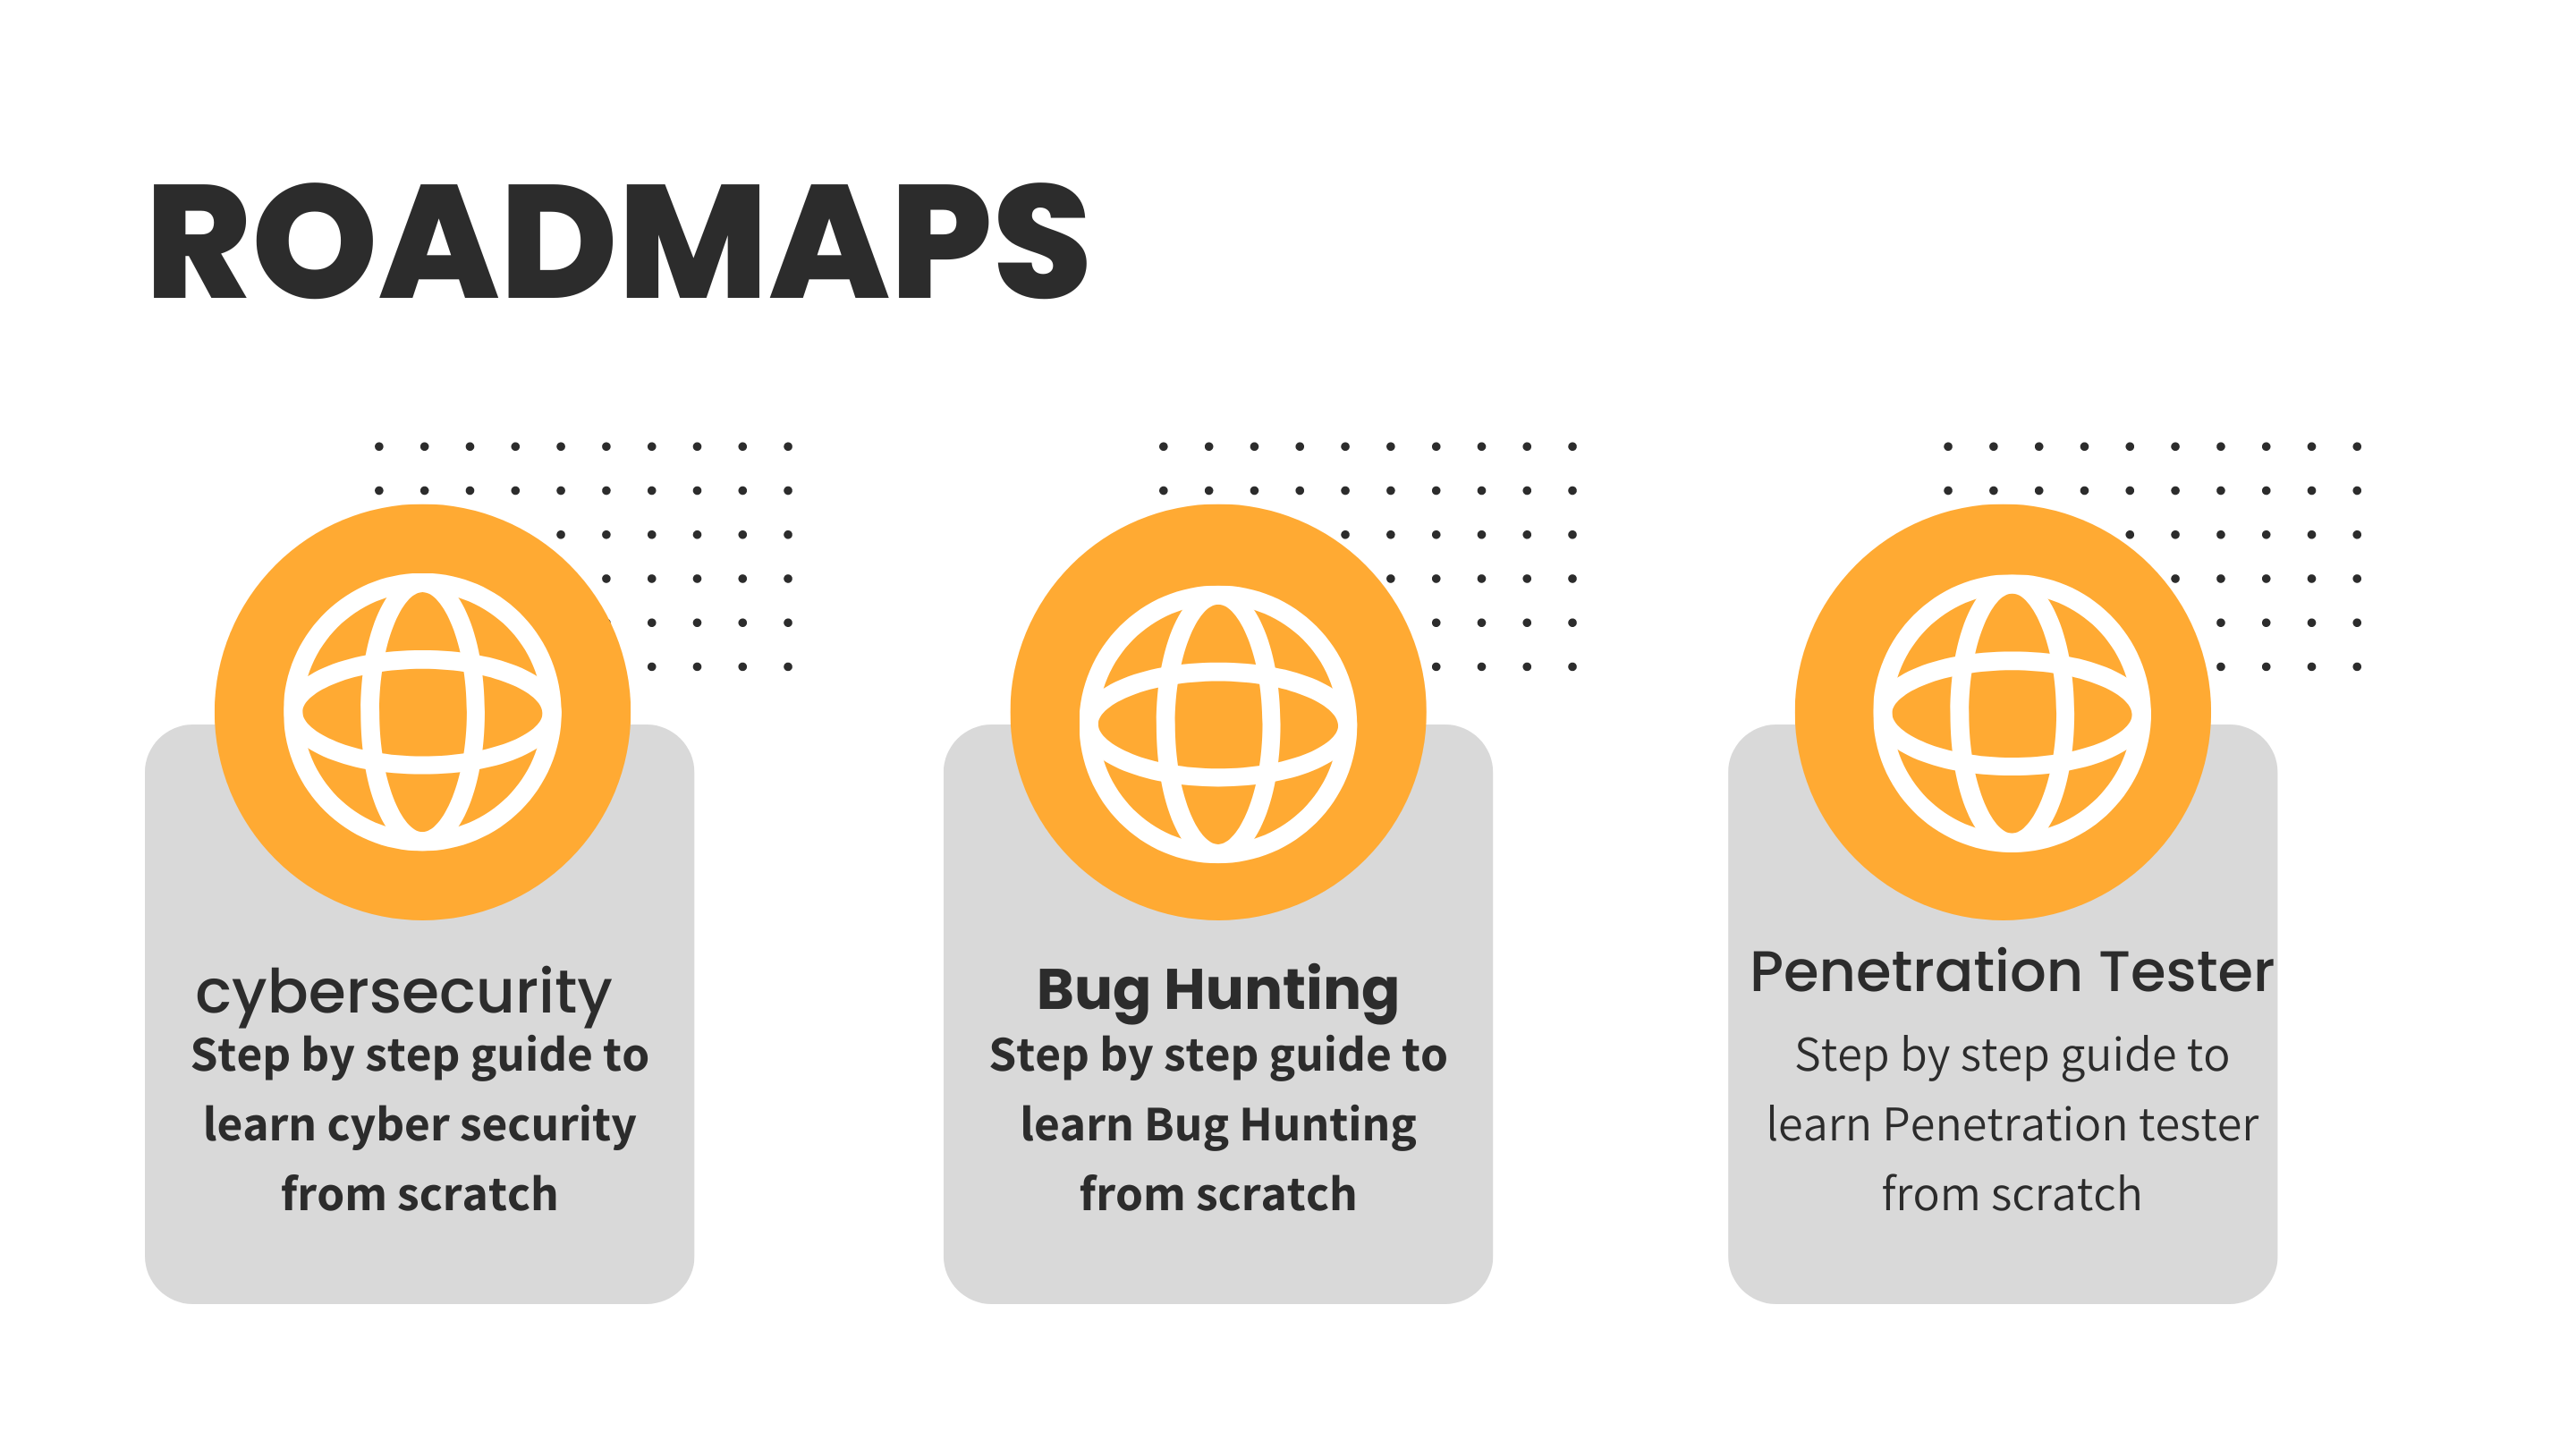 ROADMAPS
cybersecurity
Step by step guide to
learn cyber security
from scratch
Bug Hunting
Step by step guide to
learn Bug Hunting
from scratch
Penetration Tester
Step by step guide to
learn Penetration tester
from scratch